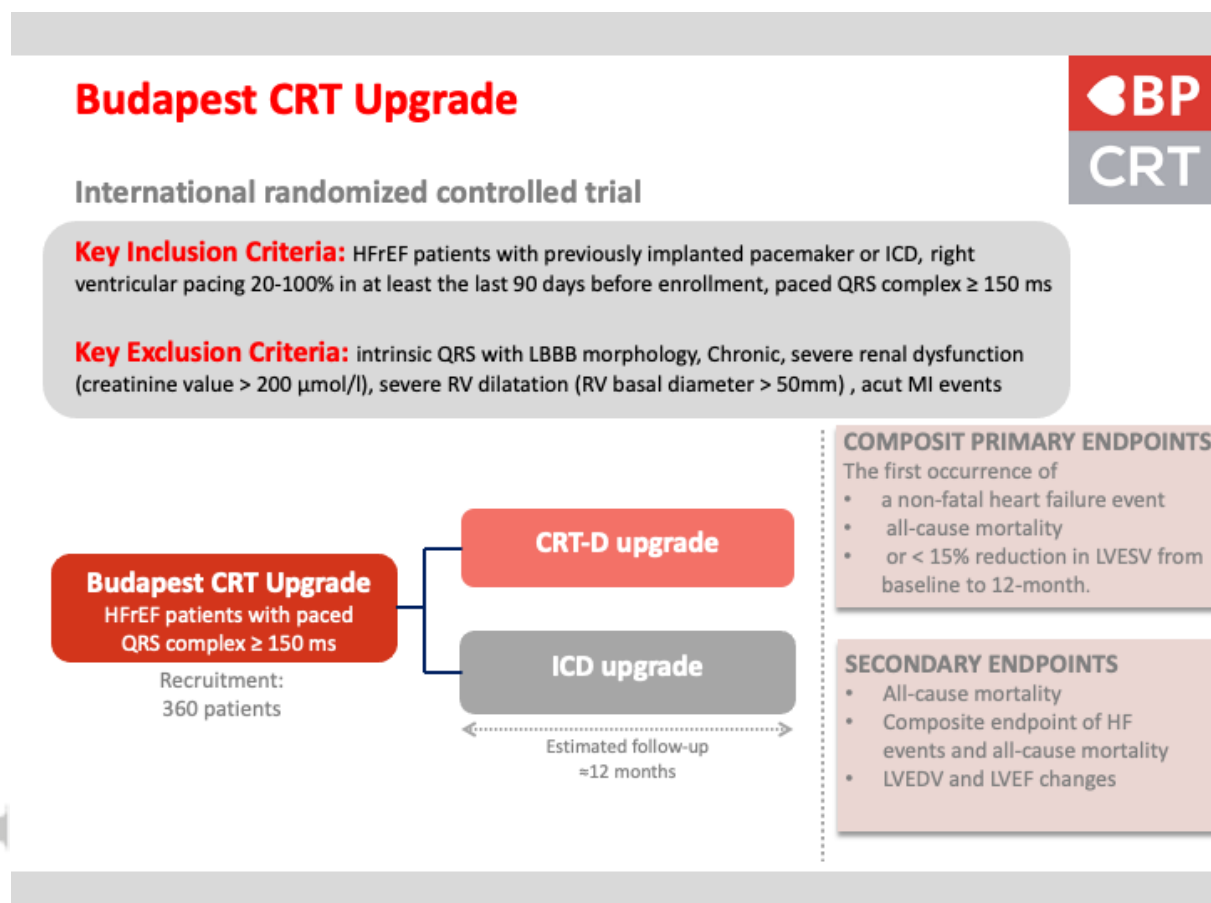 Budapest CRT Upgrade
BP
CRT
International randomized controlled trial
Key Inclusion Criteria: HFrEF patients with previously implanted pacemaker or ICD, right
ventricular pacing 20-100% in at least the last 90 days before enrollment, paced QRS complex ≥ 150 ms
Key Exclusion Criteria: intrinsic QRS with LBBB morphology, Chronic, severe renal dysfunction
(creatinine value > 200 µmol/l), severe RV dilatation (RV basal diameter > 50mm) , acut MI events
Budapest CRT Upgrade
HFrEF patients with paced
QRS complex ≥ 150 ms
Recruitment:
360 patients
CRT-D upgrade
ICD upgrade
Estimated follow-up
≈12 months
COMPOSIT PRIMARY ENDPOINTS
The first occurrence of
• a non-fatal heart failure event
• all-cause mortality
• or < 15% reduction in LVESV from
baseline to 12-month.
SECONDARY ENDPOINTS
• All-cause mortality
• Composite endpoint of HF
events and all-cause mortality
• LVEDV and LVEF changes